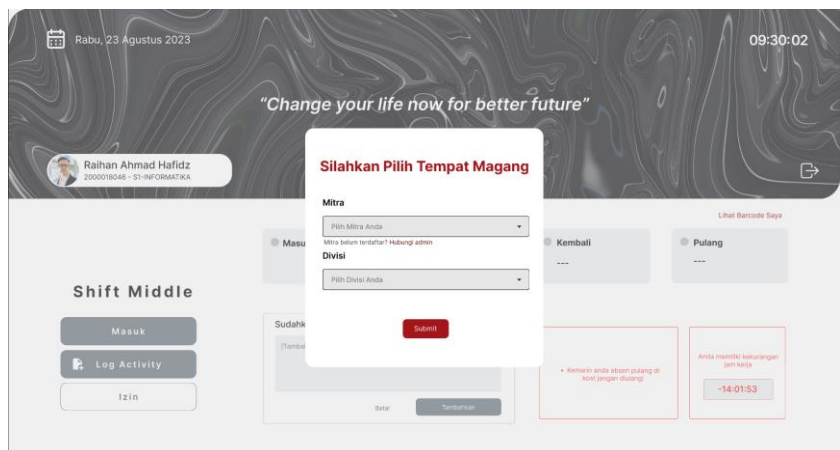 Rabu, 23 Agustus 2023
09:30:02
“Change your life now for better future”
Raihan Ahmad Hafidz
2000018046 - S1-INFORMATIKA
Silahkan Pilih Tempat Magang
Mitra
Pilih Mitra Anda
Mitra belum terdaftar? Hubungi admin
Divisi
Pilih Divisi Anda
Submit
Lihat Barcode Saya
Masu
Kembali
---
Pulang
---
Shift Middle
Masuk
Log Activity
Izin
Sudahk
[Tambal
Batal
Tambahkan
• Kemarin anda absen pulang di
kost jangan diulangi
Anda memiliki kekurangan
jam kerja
-14:01:53